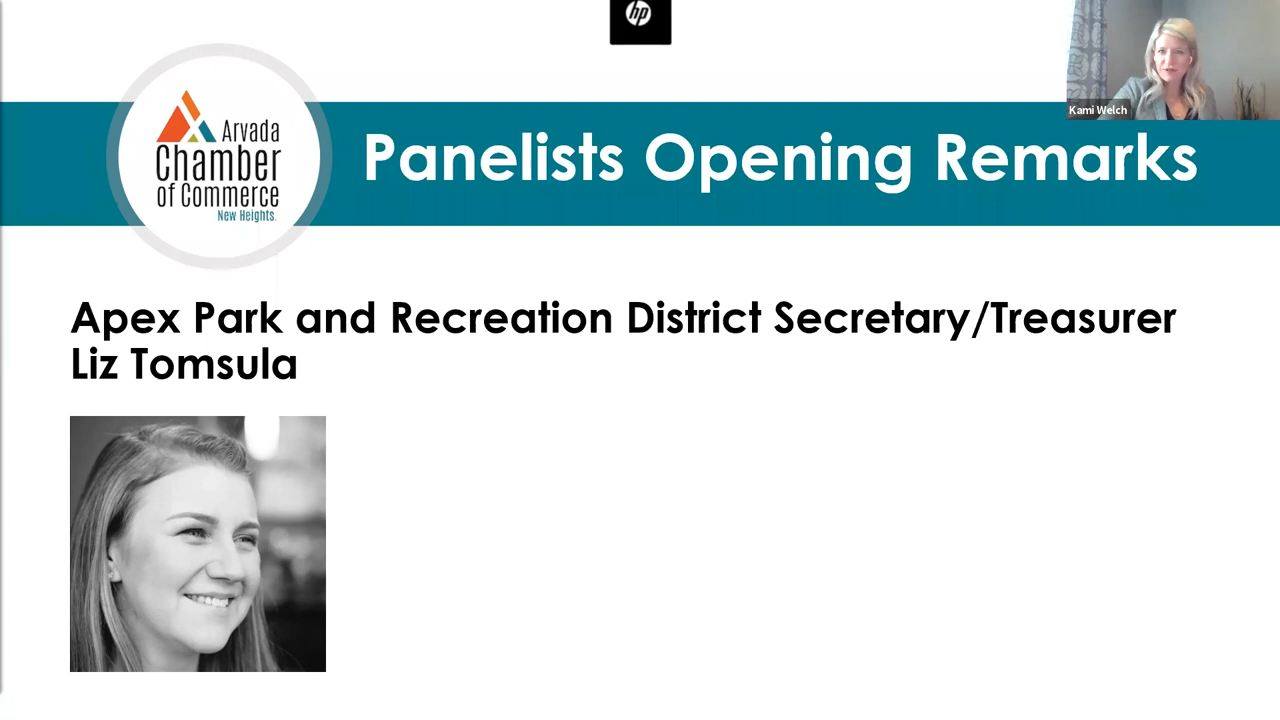 hp
Kami Welch
Arvada
Chamber
of Commerce
New Heights.
Panelists Opening Remarks
Apex Park and Recreation District Secretary/Treasurer
Liz Tomsula